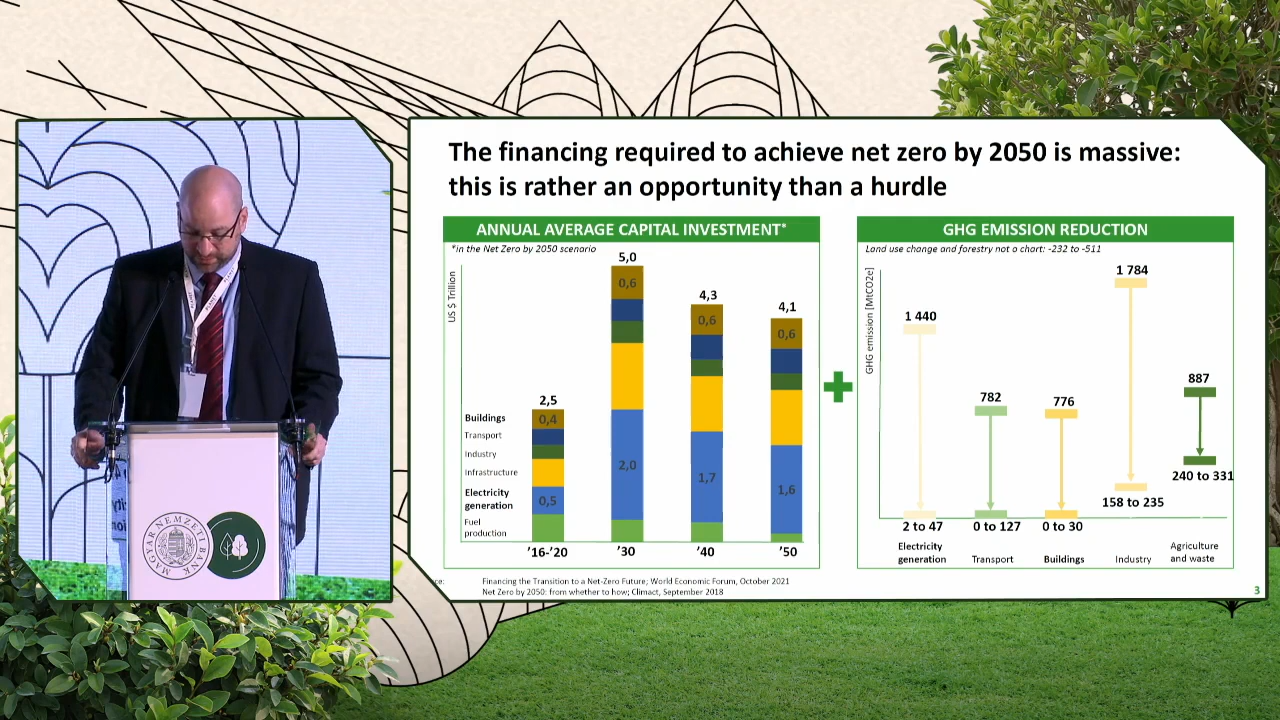 The financing required to achieve net zero by 2050 is massive:
this is rather an opportunity than a hurdle
ANNUAL AVERAGE CAPITAL INVESTMENT*
*in the Net Zero by 2050 scenario
US $ Trillion
5,0
4,3
4,1
2,5
0,6
0,6
0,6
0,4
2,0
1,7
1,6
0,5
Buildings
Transport
Industry
Infrastructure
Electricity
generation
Fuel
production
’16-’20
’30
’40
’50
GHG EMISSION REDUCTION
Land use change and forestry not a chart: -232 to -511
GHG emission [MtCO2e]
1 440
782
776
1 784
887
2 to 47
0 to 127
0 to 30
158 to 235
240 to 331
Electricity
generation
Transport
Buildings
Industry
Agriculture
and waste
ce:
Financing the Transition to a Net-Zero Future; World Economic Forum, October 2021
Net Zero by 2050: from whether to how; Climact, September 2018
3
MAGYAR NEMZETI BANK